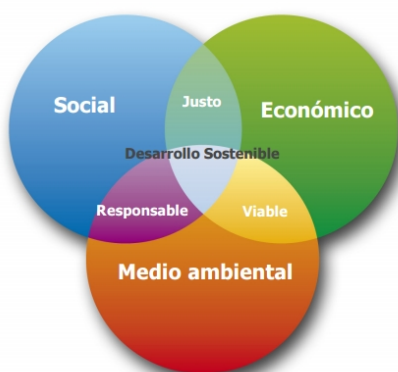 Social
Justo
Económico
Desarrollo Sostenible
Responsable
Viable
Medio ambiental